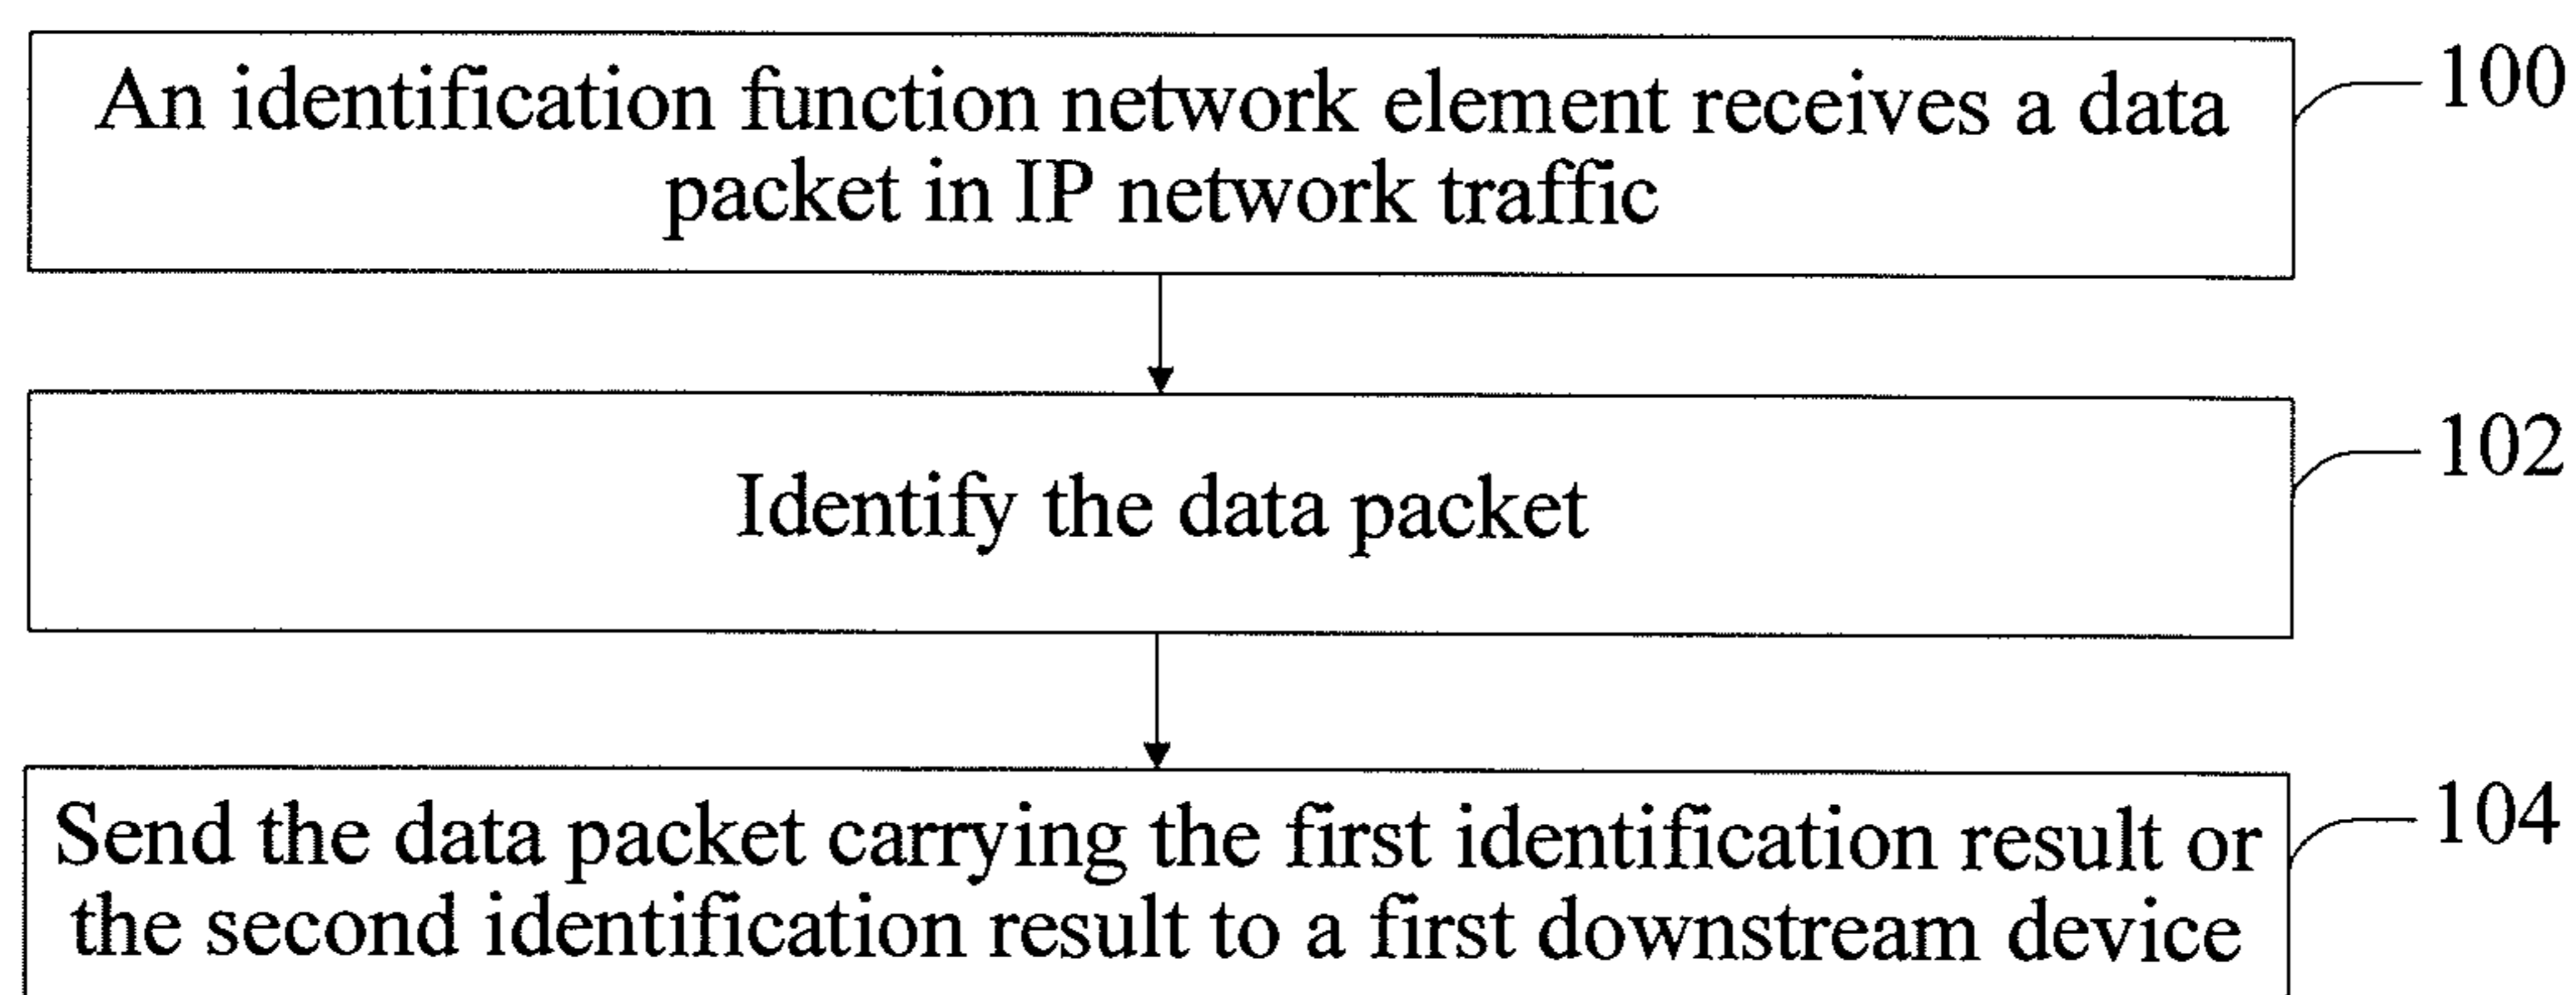 An identification function network element receives a data
packet in IP network traffic
100
Identify the data packet
102
Send the data packet carrying the first identification result or
the second identification result to a first downstream device
104